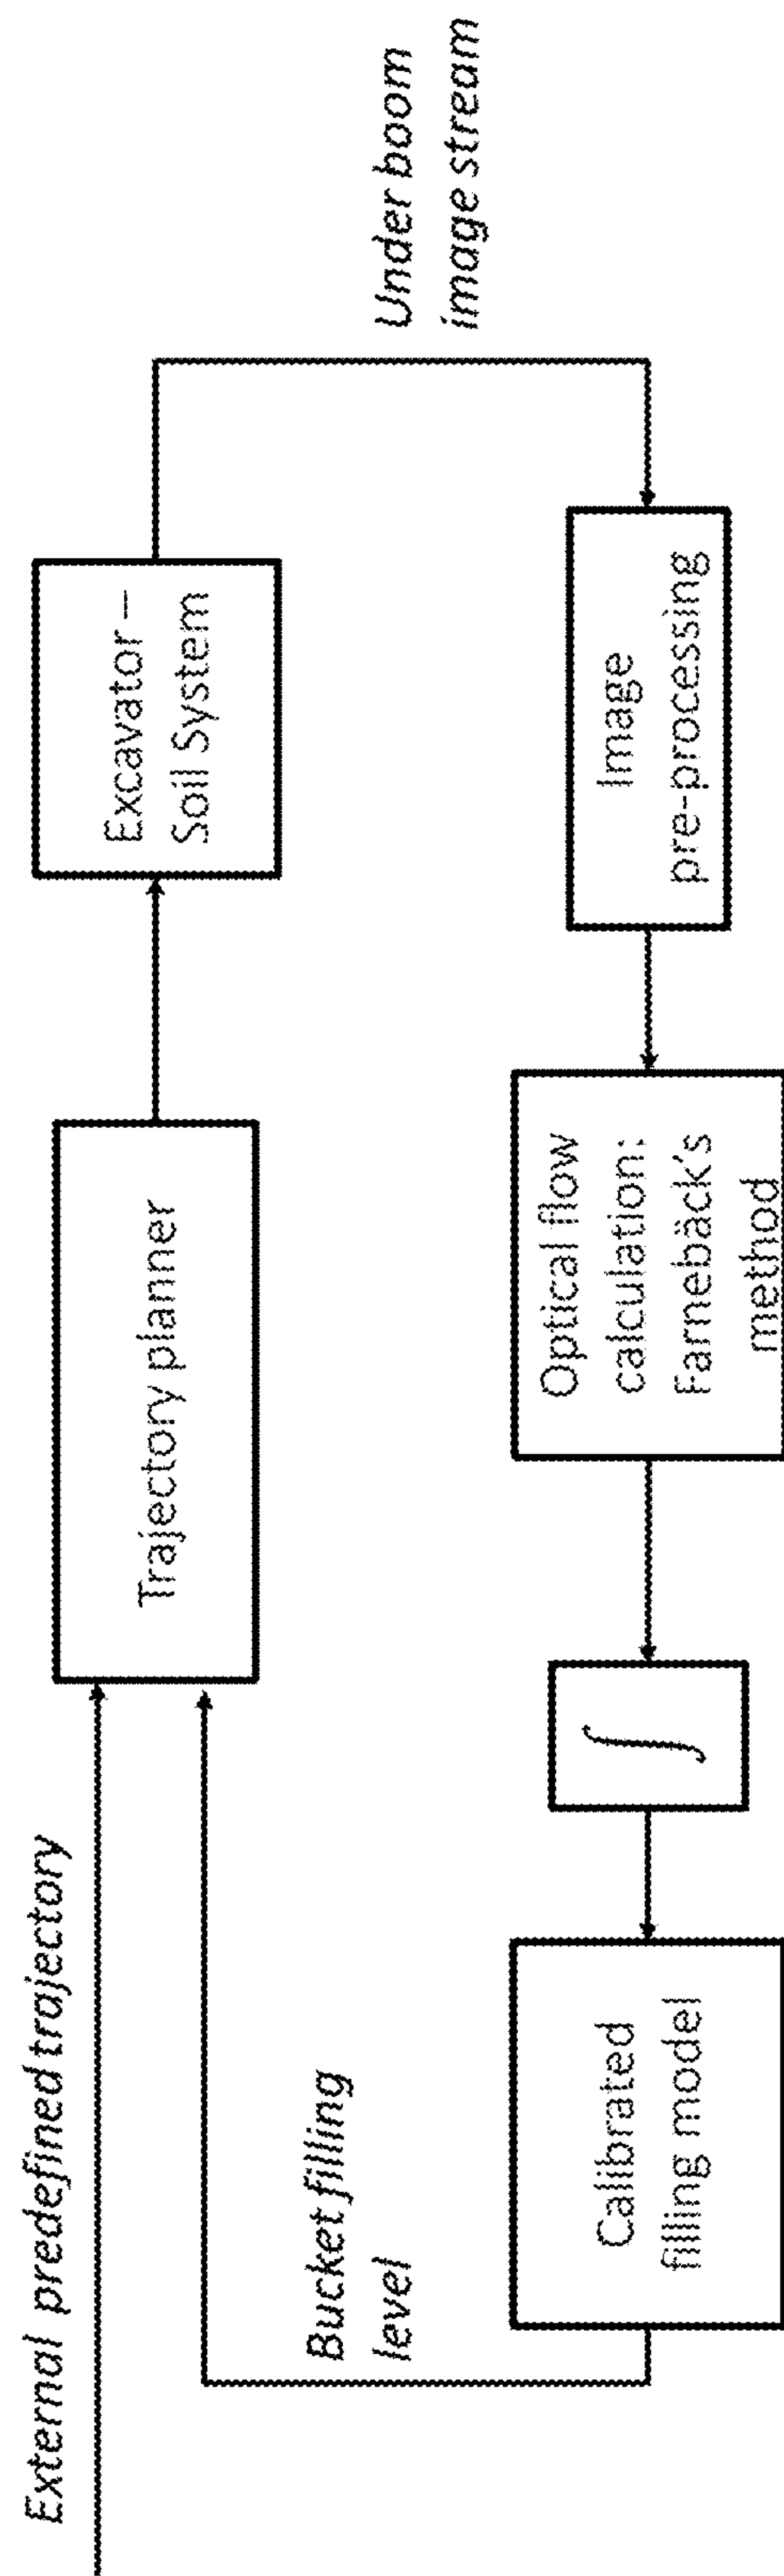 External predefined trajectory
Trajectory planner
Excavator–
Soil System
Under boom
image stream
Bucket filling
level
Calibrated
filling model
∫
Optical flow
calculation:
Farnebäck's
method
Image
pre-processing